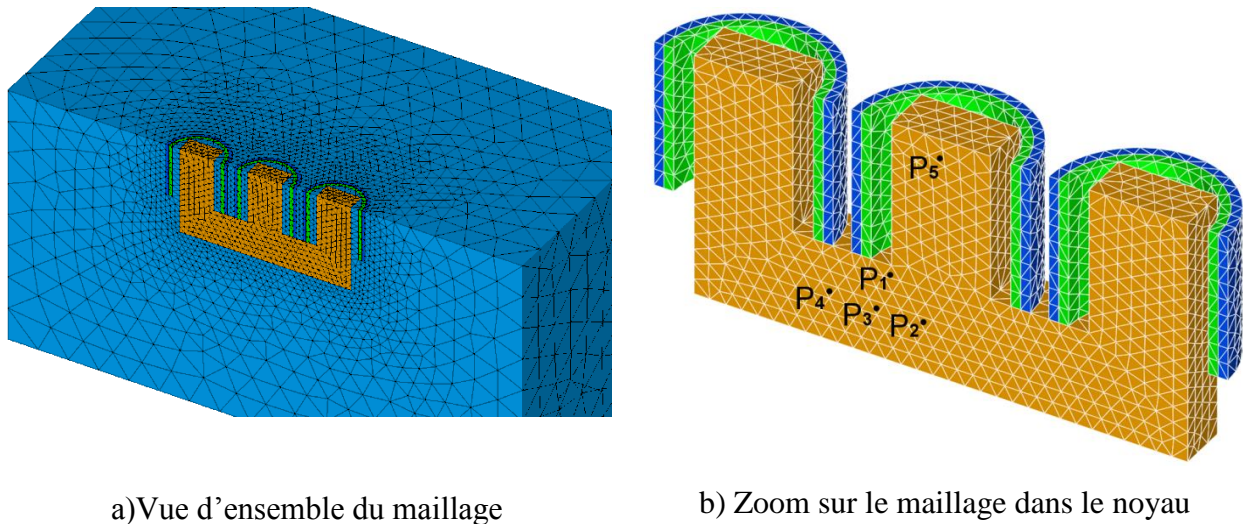 P₅
P₁
P₄ P₃ P₂
a)Vue d’ensemble du maillage
b) Zoom sur le maillage dans le noyau